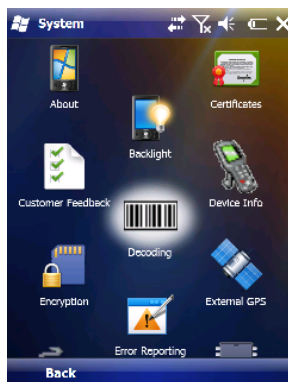 System
About
Certificates
Backlight
Customer Feedback
Device Info
Decoding
Encryption
External GPS
Error Reporting
Back